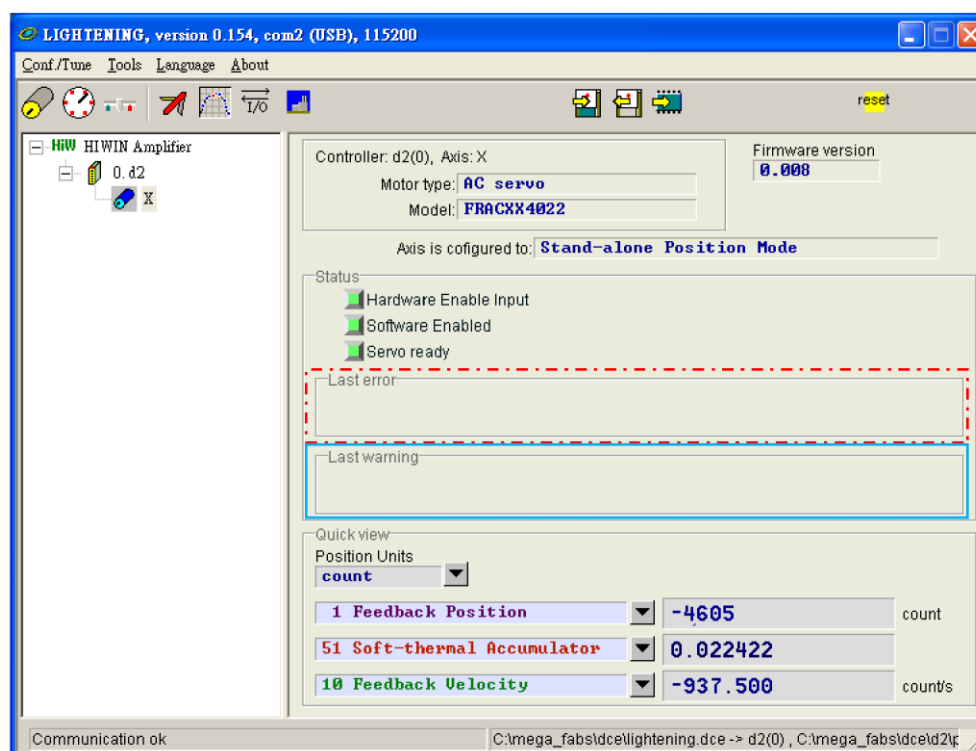 LIGHTENING, version 0.154, com2 (USB), 115200
Conf./Tune Tools Language About
I/O
reset
HiW HIWIN Amplifier
0. d2
X
Controller: d2(0), Axis: X
Motor type: AC servo
Model: FRACXX4022
Firmware version
0.008
Axis is cofigured to: Stand-alone Position Mode
Status
Hardware Enable Input
Software Enabled
Servo ready
Last error
Last warning
Quick view
Position Units
count
1 Feedback Position -4605 count
51 Soft-thermal Accumulator 0.022422
10 Feedback Velocity -937.500 count/s
Communication ok C:\mega_fabs\dce\lightening.dce -> d2(0) , C:\mega_fabs\dce\d2\p